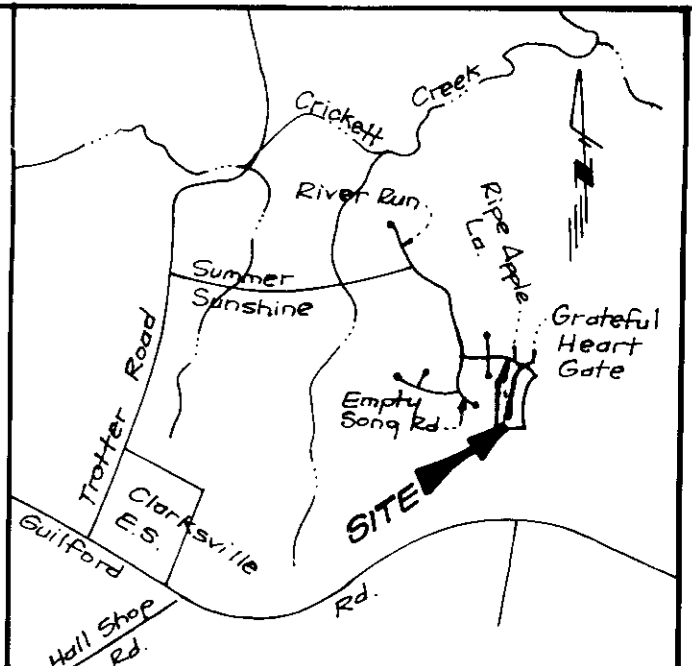 Crickett Creek
River Run
Ripe Apple
La.
Summer
Sunshine
Grateful
Heart
Gate
Trotter Road
Empty
Song Rd.
SITE
Clarksville
E.S.
Guilford Rd.
Hall Shop
Rd.